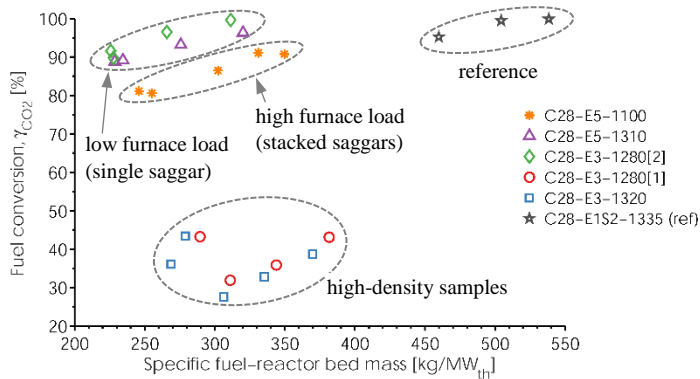 Fuel conversion, γCO2 [%]
100
90
80
70
60
50
40
30
20
200
250
300
350
400
450
500
550
Specific fuel-reactor bed mass [kg/MWth]
low furnace load
(single saggar)
high furnace load
(stacked saggars)
reference
high-density samples
C28-E5-1100
C28-E5-1310
C28-E3-1280[2]
C28-E3-1280[1]
C28-E3-1320
C28-E1S2-1335 (ref)